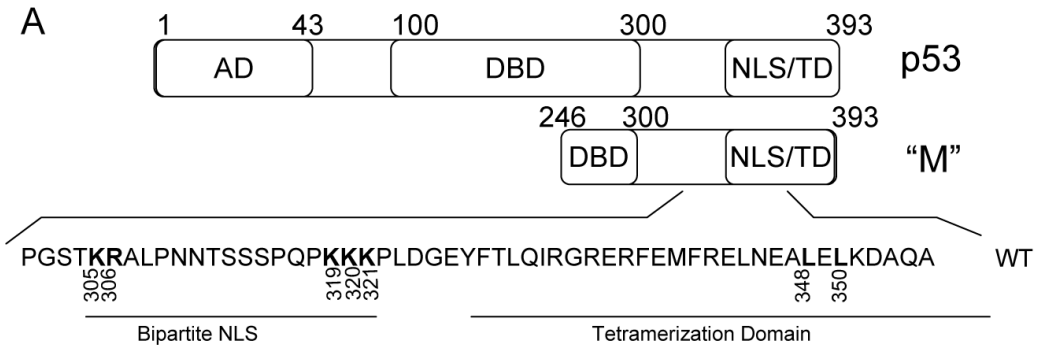 A
1 43 100 300 393
AD DBD NLS/TD p53
246 300 393
DBD NLS/TD “M”
PGSTKRALPNNTSSSPQPKKKPLDGEYFTLQIRGRERFEMFRELNEALELKDAQA WT
305 306 319 320 321 348 350
Bipartite NLS Tetramerization Domain